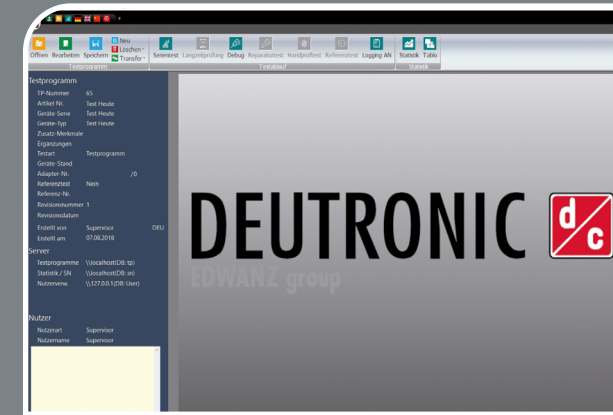 Neu
Löschen
Transfer
Öffnen Bearbeiten Speichern
Serientest Langzeitprüfung Debug Reparaturtest Handprüftest Referenztest Logging AN
Statistik Tablo
Testprogramm Testablauf Statistik
Testprogramm
TP-Nummer 65
Artikel Nr. Test Heute
Geräte-Serie Test Heute
Geräte-Typ Test Heute
Zusatz-Merkmale
Ergänzungen
Testart Testprogramm
Geräte-Stand
Adapter-Nr. /0
Referenztest Nein
Referenz-Nr.
Revisionsnummer 1
Revisionsdatum
Erstellt von Supervisor DEU
Erstellt am 07.08.2018
Server
Testprogramme \\localhost(DB: tp)
Statistik / SN \\localhost(DB: sn)
Nutzerverw. \\127.0.0.1(DB: User)
Nutzer
Nutzerart Supervisor
Nutzername Supervisor
DEUTRONIC d/c
EDWANZ group